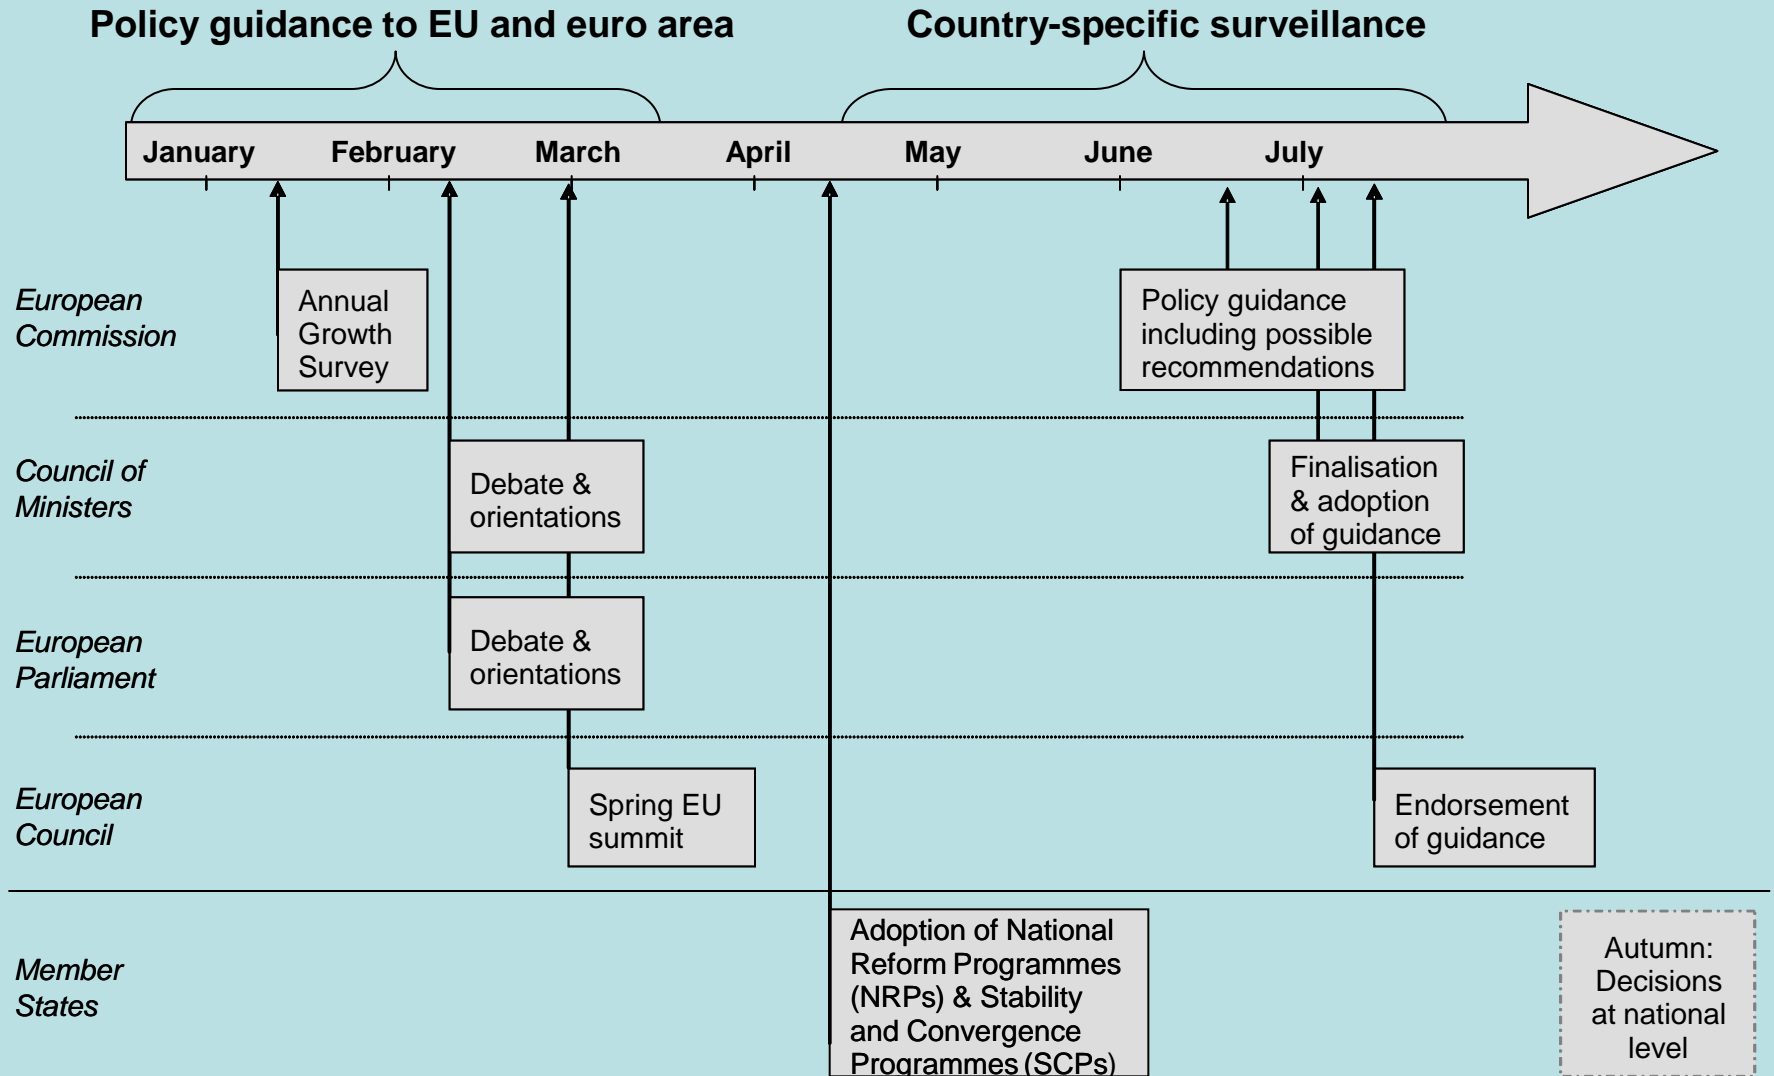 Policy guidance to EU and euro area
Country-specific surveillance
January
February
March
April
May
June
July
European
Commission
Annual
Growth
Survey
Policy guidance
including possible
recommendations
Council of
Ministers
Debate &
orientations
Finalisation
& adoption
of guidance
European
Parliament
Debate &
orientations
European
Council
Spring EU
summit
Endorsement
of guidance
Member
States
Adoption of National
Reform Programmes
(NRPs) & Stability
and Convergence
Programmes (SCPs)
Autumn:
Decisions
at national
level